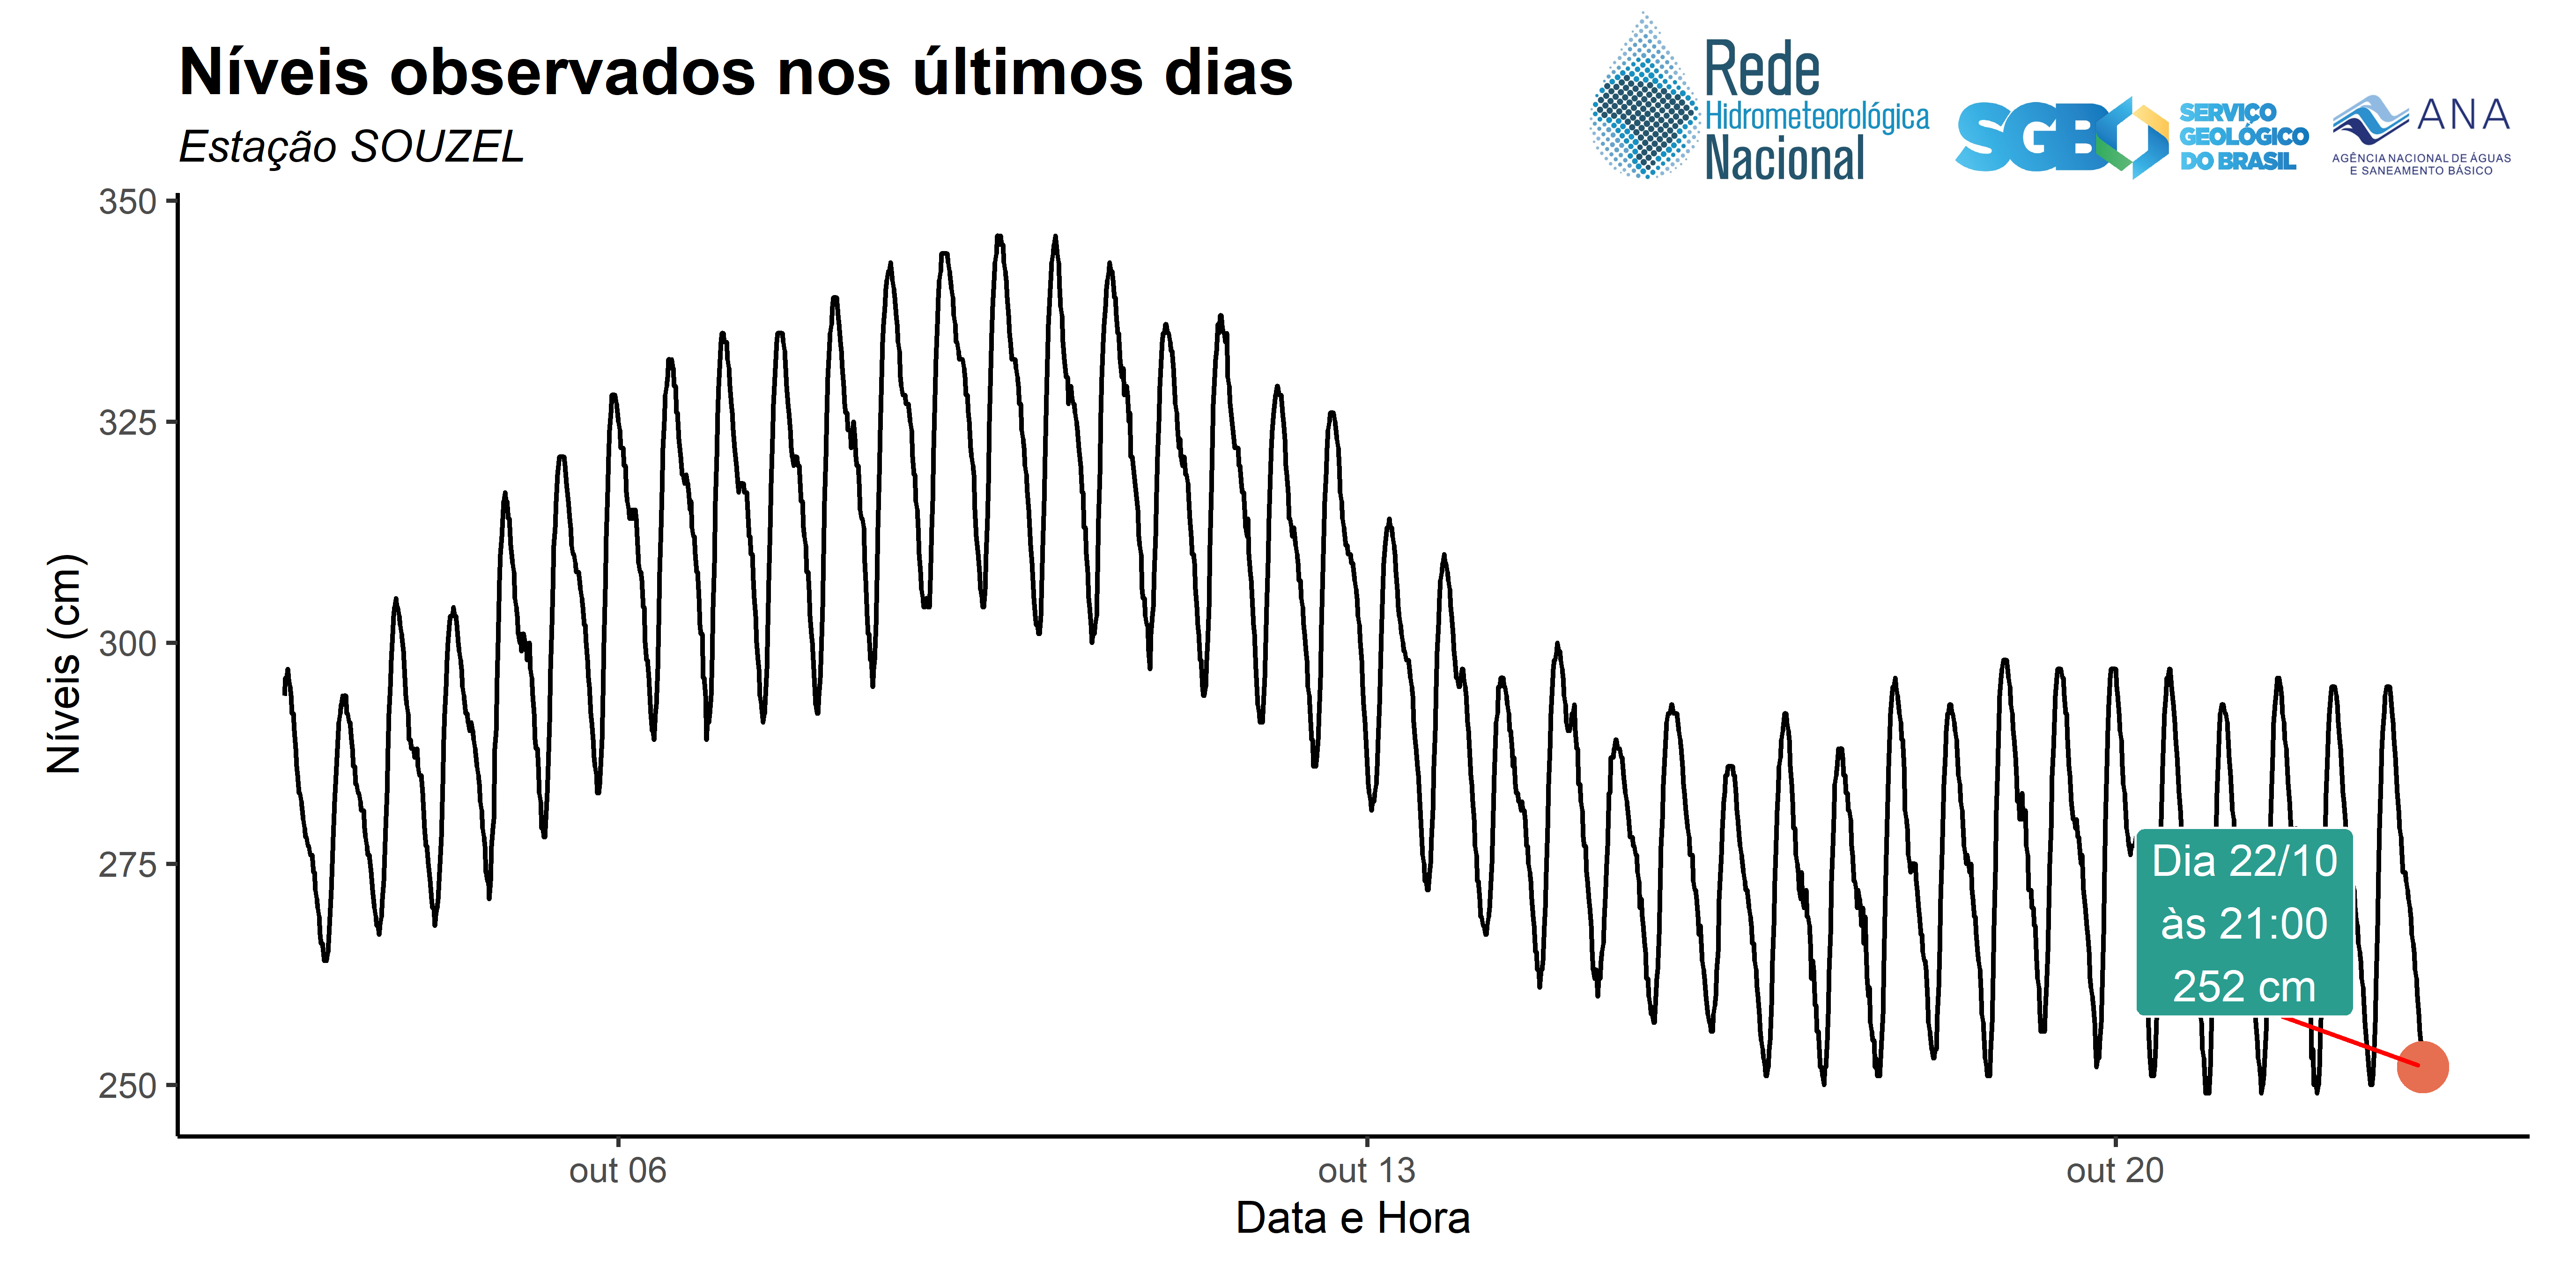 Níveis observados nos últimos dias
Estação SOUZEL
Rede
Hidrometeorológica
Nacional
SGB
SERVIÇO
GEOLÓGICO
DO BRASIL
ANA
AGÊNCIA NACIONAL DE ÁGUAS
E SANEAMENTO BÁSICO
350
325
300
275
250
Níveis (cm)
Dia 22/10
às 21:00
252 cm
out 06
out 13
out 20
Data e Hora